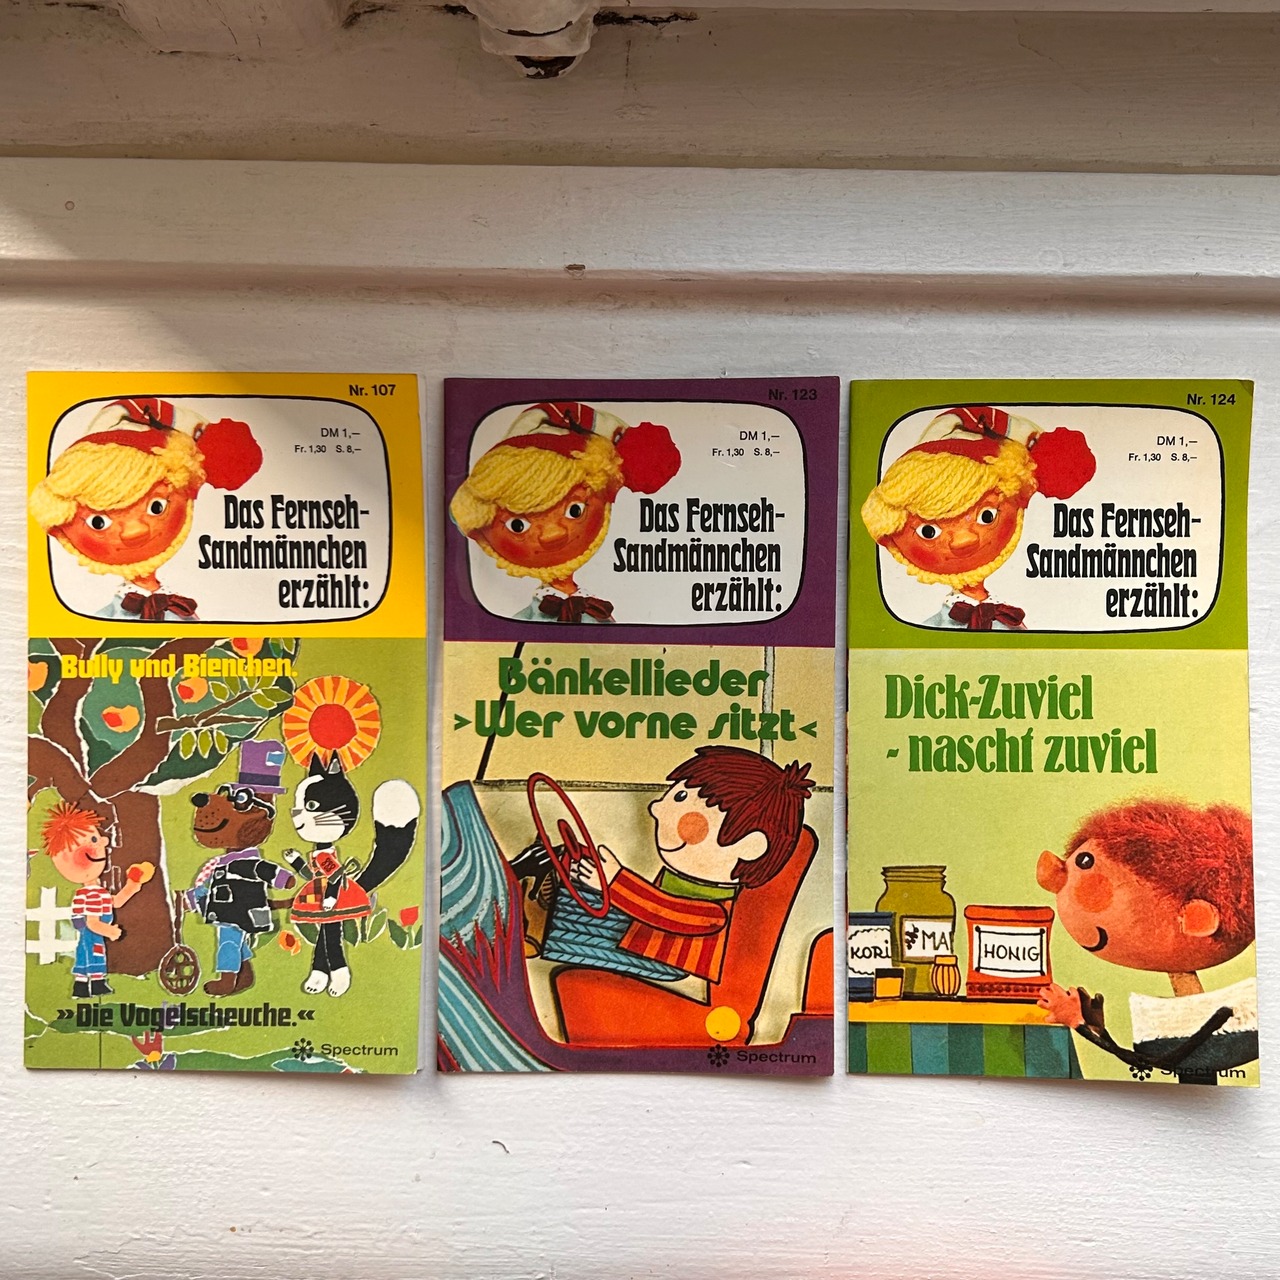 Nr. 107
DM 1,–
Fr. 1,30 S. 8,–
Das Fernseh-
Sandmännchen
erzählt:
Bully und Bienchen.
»Die Vogelscheuche.«
Spectrum
Nr. 123
DM 1,–
Fr. 1,30 S. 8,–
Das Fernseh-
Sandmännchen
erzählt:
Bänkellieder
>Wer vorne sitzt<
Spectrum
Nr. 124
DM 1,–
Fr. 1,30 S. 8,–
Das Fernseh-
Sandmännchen
erzählt:
Dick-Zuviel
- nascht zuviel
KORI
MA
HONIG
Spectrum